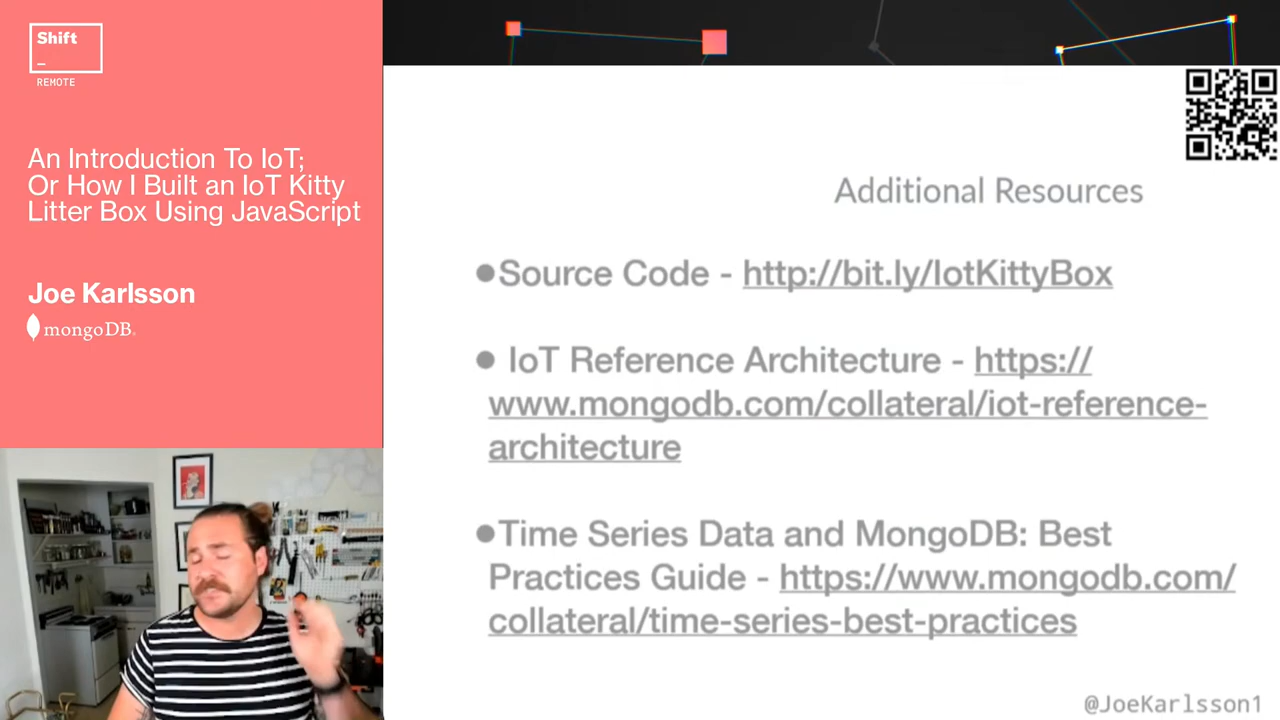 Shift
_
REMOTE
An Introduction To IoT;
Or How I Built an IoT Kitty
Litter Box Using JavaScript
Joe Karlsson
mongoDB.
Additional Resources
●Source Code - http://bit.ly/IotKittyBox
● IoT Reference Architecture - https://
www.mongodb.com/collateral/iot-reference-
architecture
●Time Series Data and MongoDB: Best
Practices Guide - https://www.mongodb.com/
collateral/time-series-best-practices
@JoeKarlsson1